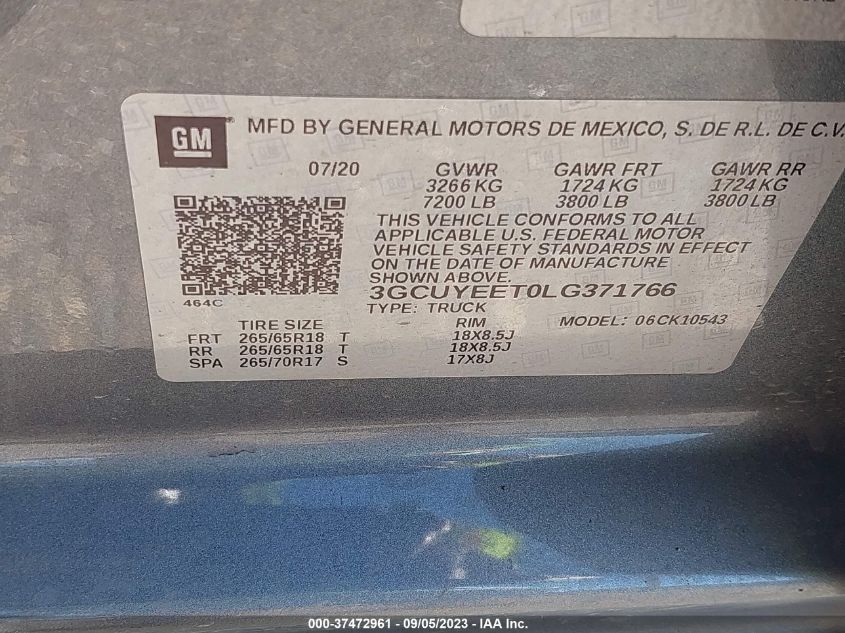 GM
MFD BY GENERAL MOTORS DE MEXICO, S. DE R.L. DE C.V.
07/20 GVWR GAWR FRT GAWR RR
3266 KG 1724 KG 1724 KG
7200 LB 3800 LB 3800 LB
THIS VEHICLE CONFORMS TO ALL
APPLICABLE U.S. FEDERAL MOTOR
VEHICLE SAFETY STANDARDS IN EFFECT
ON THE DATE OF MANUFACTURE
SHOWN ABOVE.
464C
3GCUYEET0LG371766
TYPE: TRUCK
TIRE SIZE RIM MODEL: 06CK10543
FRT 265/65R18 T 18X8.5J
RR 265/65R18 T 18X8.5J
SPA 265/70R17 S 17X8J
000-37472961 - 09/05/2023 - IAA Inc.